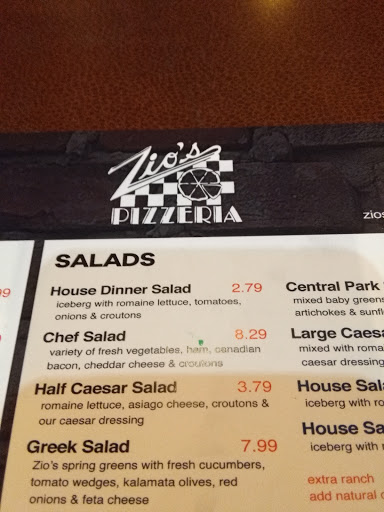 Zio's
PIZZERIA
SALADS
House Dinner Salad 2.79
iceberg with romaine lettuce, tomatoes,
onions & croutons
Chef Salad 8.29
variety of fresh vegetables, ham, canadian
bacon, cheddar cheese & croutons
Half Caesar Salad 3.79
romaine lettuce, asiago cheese, croutons &
our caesar dressing
Greek Salad 7.99
Zio's spring greens with fresh cucumbers,
tomato wedges, kalamata olives, red
onions & feta cheese
zios
Central Park
mixed baby greens
artichokes & sunfl
Large Caesa
mixed with roma
caesar dressing
House Sala
iceberg with ro
House Sa
iceberg with
extra ranch
add natural